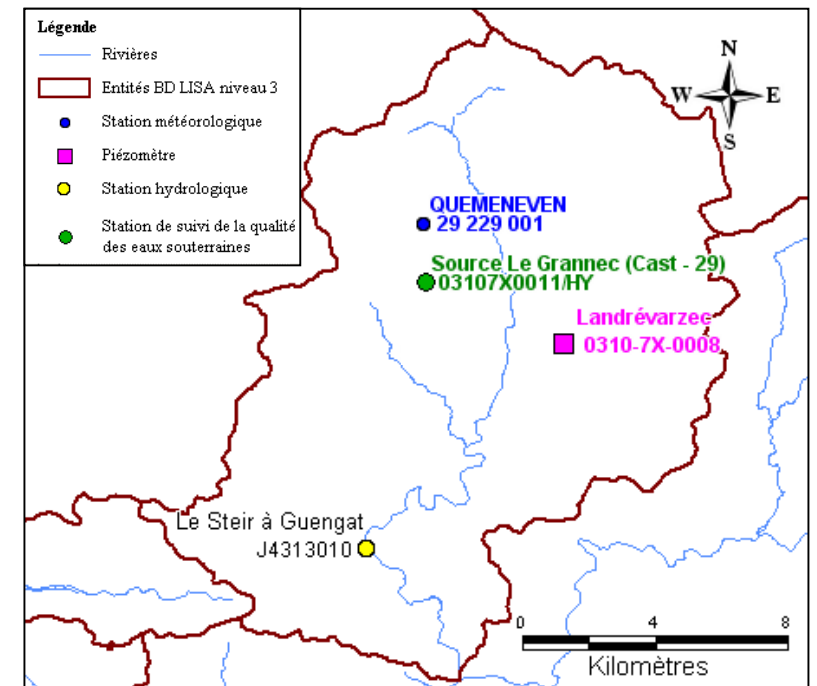 Légende
Rivières
Entités BD LISA niveau 3
Station météorologique
Piézomètre
Station hydrologique
Station de suivi de la qualité
des eaux souterraines
N
W E
S
QUEMENEVEN
29 229 001
Source Le Grannec (Cast - 29)
03107X0011/HY
Landrévarzec
0310-7X-0008
Le Steir à Guengat
J4313010
0 4 8
Kilomètres